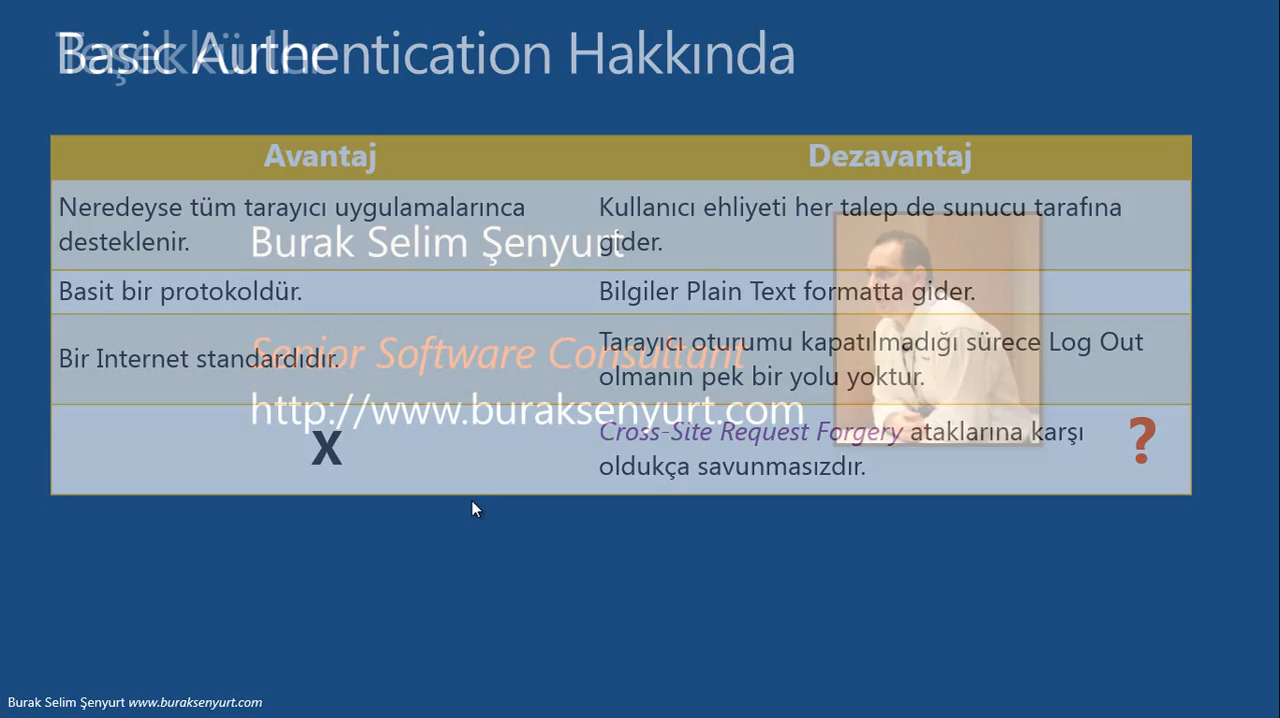 Basic Authentication Hakkında
Teşekkürler
Avantaj
Dezavantaj
Neredeyse tüm tarayıcı uygulamalarınca
desteklenir.
Kullanıcı ehliyeti her talep de sunucu tarafına
gider.
Burak Selim Şenyurt
Basit bir protokoldür.
Bilgiler Plain Text formatta gider.
Bir Internet standardıdır.
Tarayıcı oturumu kapatılmadığı sürece Log Out
olmanın pek bir yolu yoktur.
Senior Software Consultant
http://www.buraksenyurt.com
X
Cross-Site Request Forgery ataklarına karşı
oldukça savunmasızdır.
?
Burak Selim Şenyurt www.buraksenyurt.com